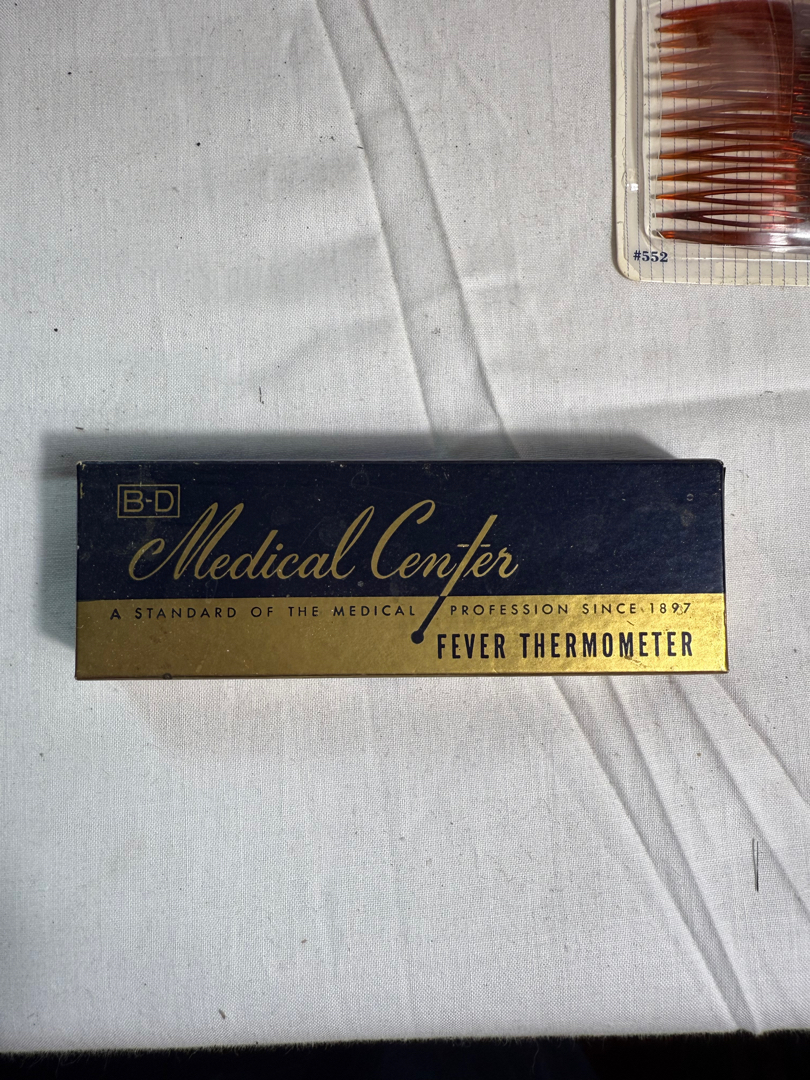 #552
B-D
Medical Center
A STANDARD OF THE MEDICAL PROFESSION SINCE 1897
FEVER THERMOMETER